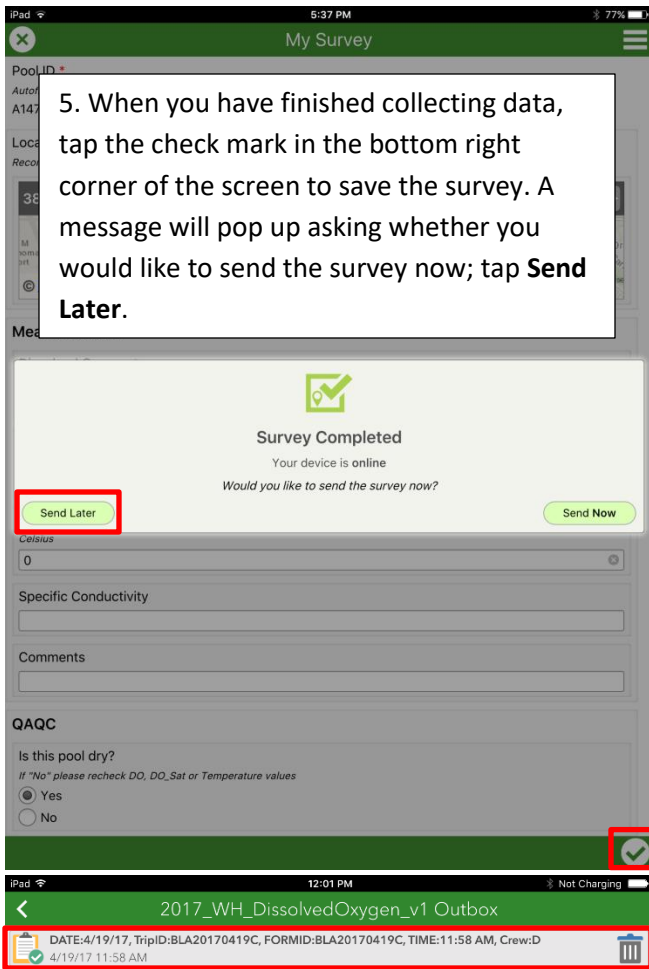 iPad 5:37 PM 77%
My Survey
Pool ID *
A147
5. When you have finished collecting data,
tap the check mark in the bottom right
corner of the screen to save the survey. A
message will pop up asking whether you
would like to send the survey now; tap Send
Later.
38
©
Survey Completed
Your device is online
Would you like to send the survey now?
Send Later
Send Now
Celsius
0
Specific Conductivity
Comments
QAQC
Is this pool dry?
If "No" please recheck DO, DO_Sat or Temperature values
Yes
No
iPad 12:01 PM Not Charging
2017_WH_DissolvedOxygen_v1 Outbox
DATE:4/19/17, TripID:BLA20170419C, FORMID:BLA20170419C, TIME:11:58 AM, Crew:D
4/19/17 11:58 AM